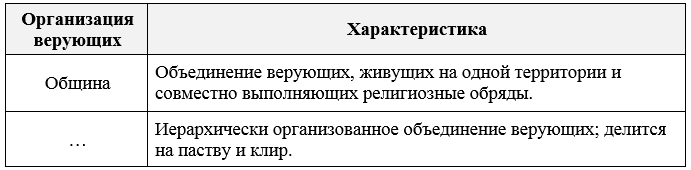 Организация
верующих
Характеристика
Община
Объединение верующих, живущих на одной территории и
совместно выполняющих религиозные обряды.
…
Иерархически организованное объединение верующих; делится
на паству и клир.